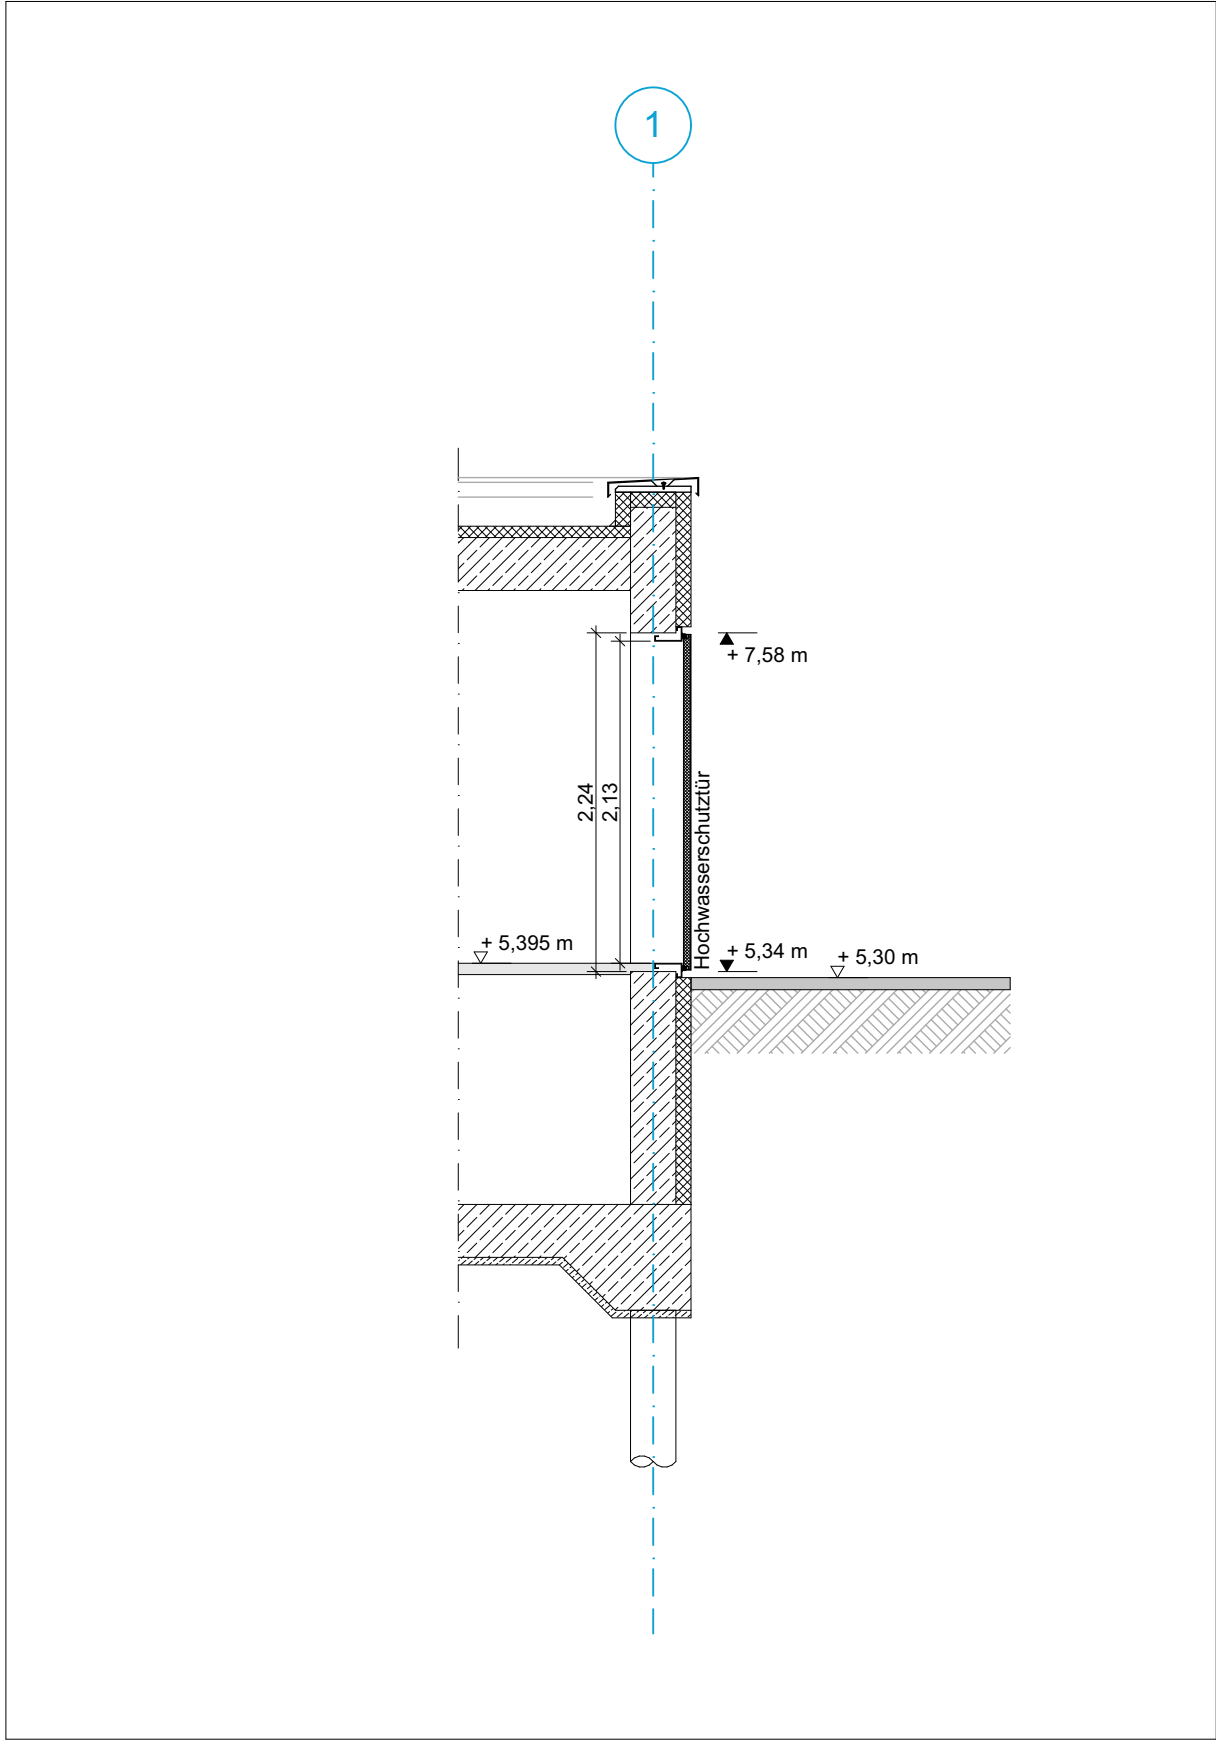 1
+ 7,58 m
2,24
2,13
Hochwasserschutztür
+ 5,395 m
+ 5,34 m
+ 5,30 m